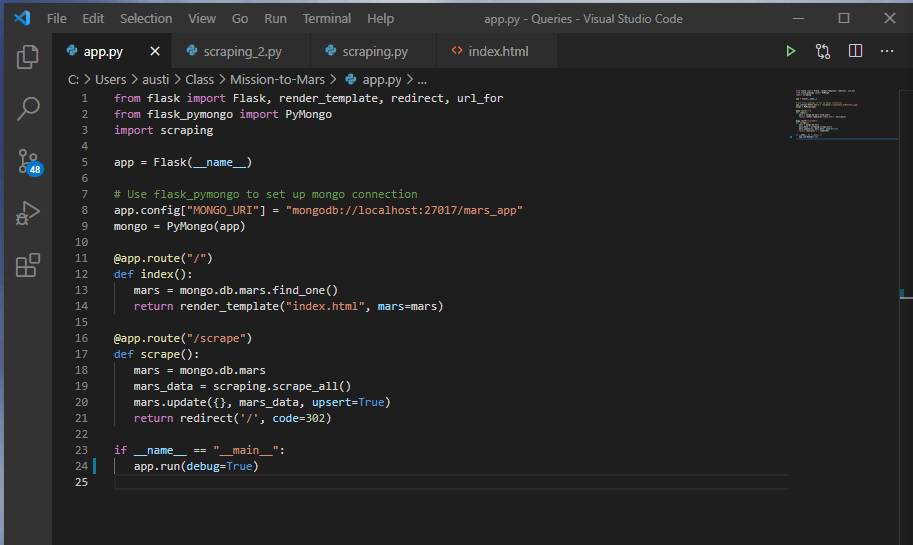 File Edit Selection View Go Run Terminal Help app.py - Queries - Visual Studio Code
app.py scraping_2.py scraping.py index.html
C: > Users > austi > Class > Mission-to-Mars > app.py > ...
48
1 from flask import Flask, render_template, redirect, url_for
2 from flask_pymongo import PyMongo
3 import scraping
4
5 app = Flask(__name__)
6
7 # Use flask_pymongo to set up mongo connection
8 app.config["MONGO_URI"] = "mongodb://localhost:27017/mars_app"
9 mongo = PyMongo(app)
10
11 @app.route("/")
12 def index():
13    mars = mongo.db.mars.find_one()
14    return render_template("index.html", mars=mars)
15
16 @app.route("/scrape")
17 def scrape():
18    mars = mongo.db.mars
19    mars_data = scraping.scrape_all()
20    mars.update({}, mars_data, upsert=True)
21    return redirect('/', code=302)
22
23 if __name__ == "__main__":
24    app.run(debug=True)
25